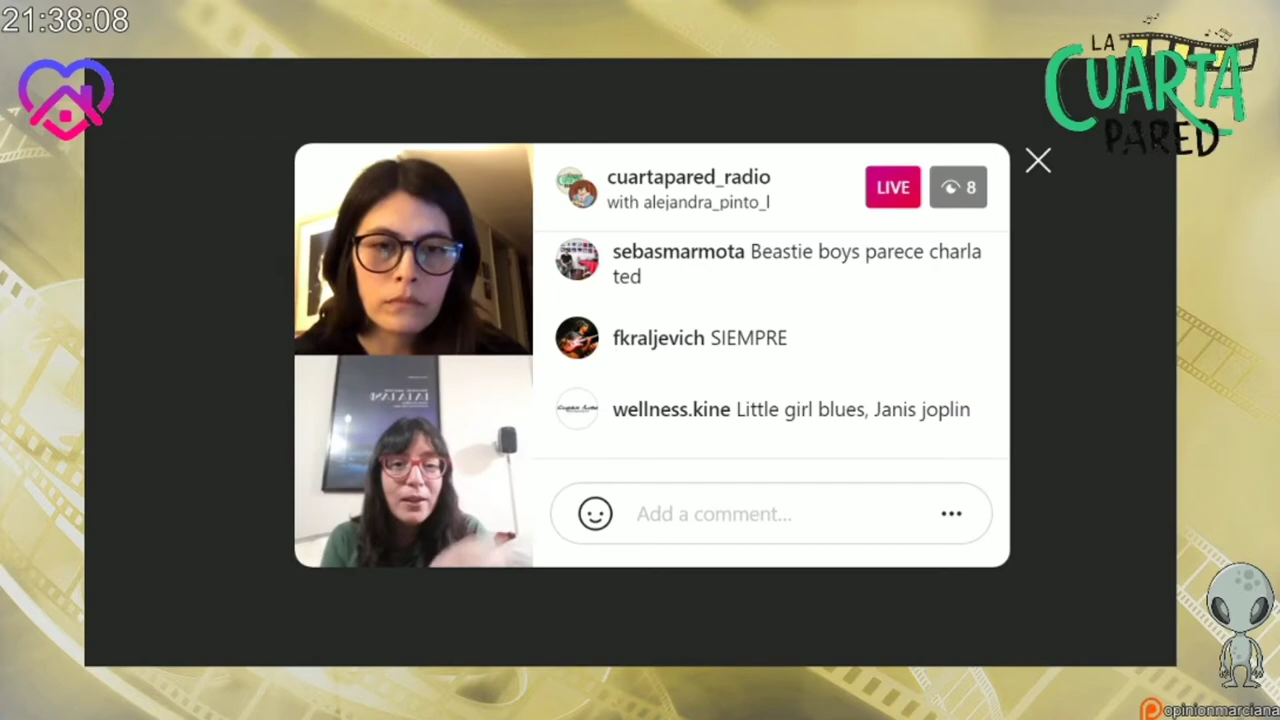 21:38:08
LA
CUARTA
PARED
cuartapared_radio
with alejandra_pinto_l
LIVE
8
sebasmarmota Beastie boys parece charla
ted
fkraljevich SIEMPRE
wellness.kine Little girl blues, Janis joplin
Add a comment...
opinionmarciana